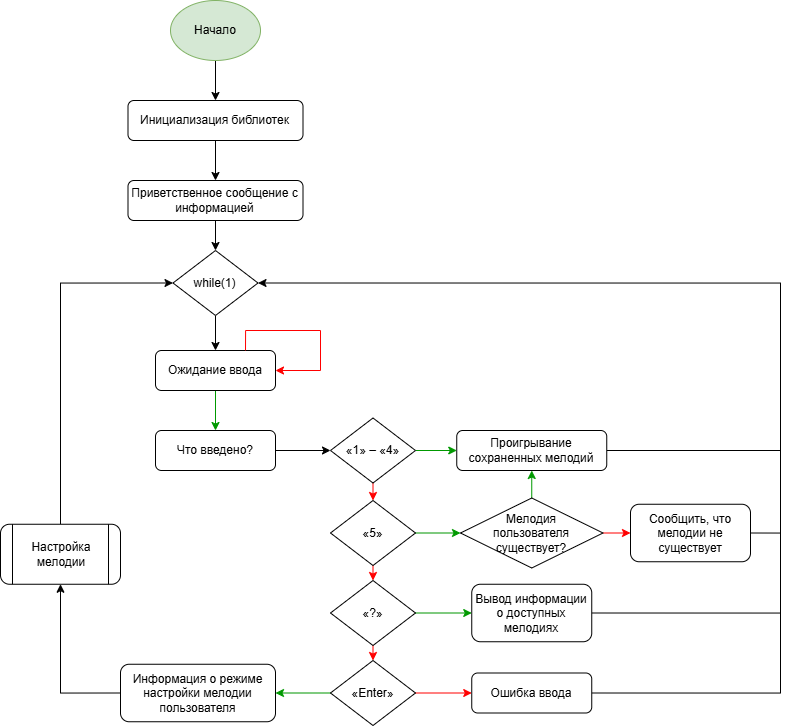 Начало
Инициализация библиотек
Приветственное сообщение с
информацией
while(1)
Ожидание ввода
Что введено?
«1» – «4»
Проигрывание
сохраненных мелодий
«5»
Мелодия
пользователя
существует?
Сообщить, что
мелодии не
существует
Настройка
мелодии
«?»
Вывод информации
о доступных
мелодиях
Информация о режиме
настройки мелодии
пользователя
«Enter»
Ошибка ввода